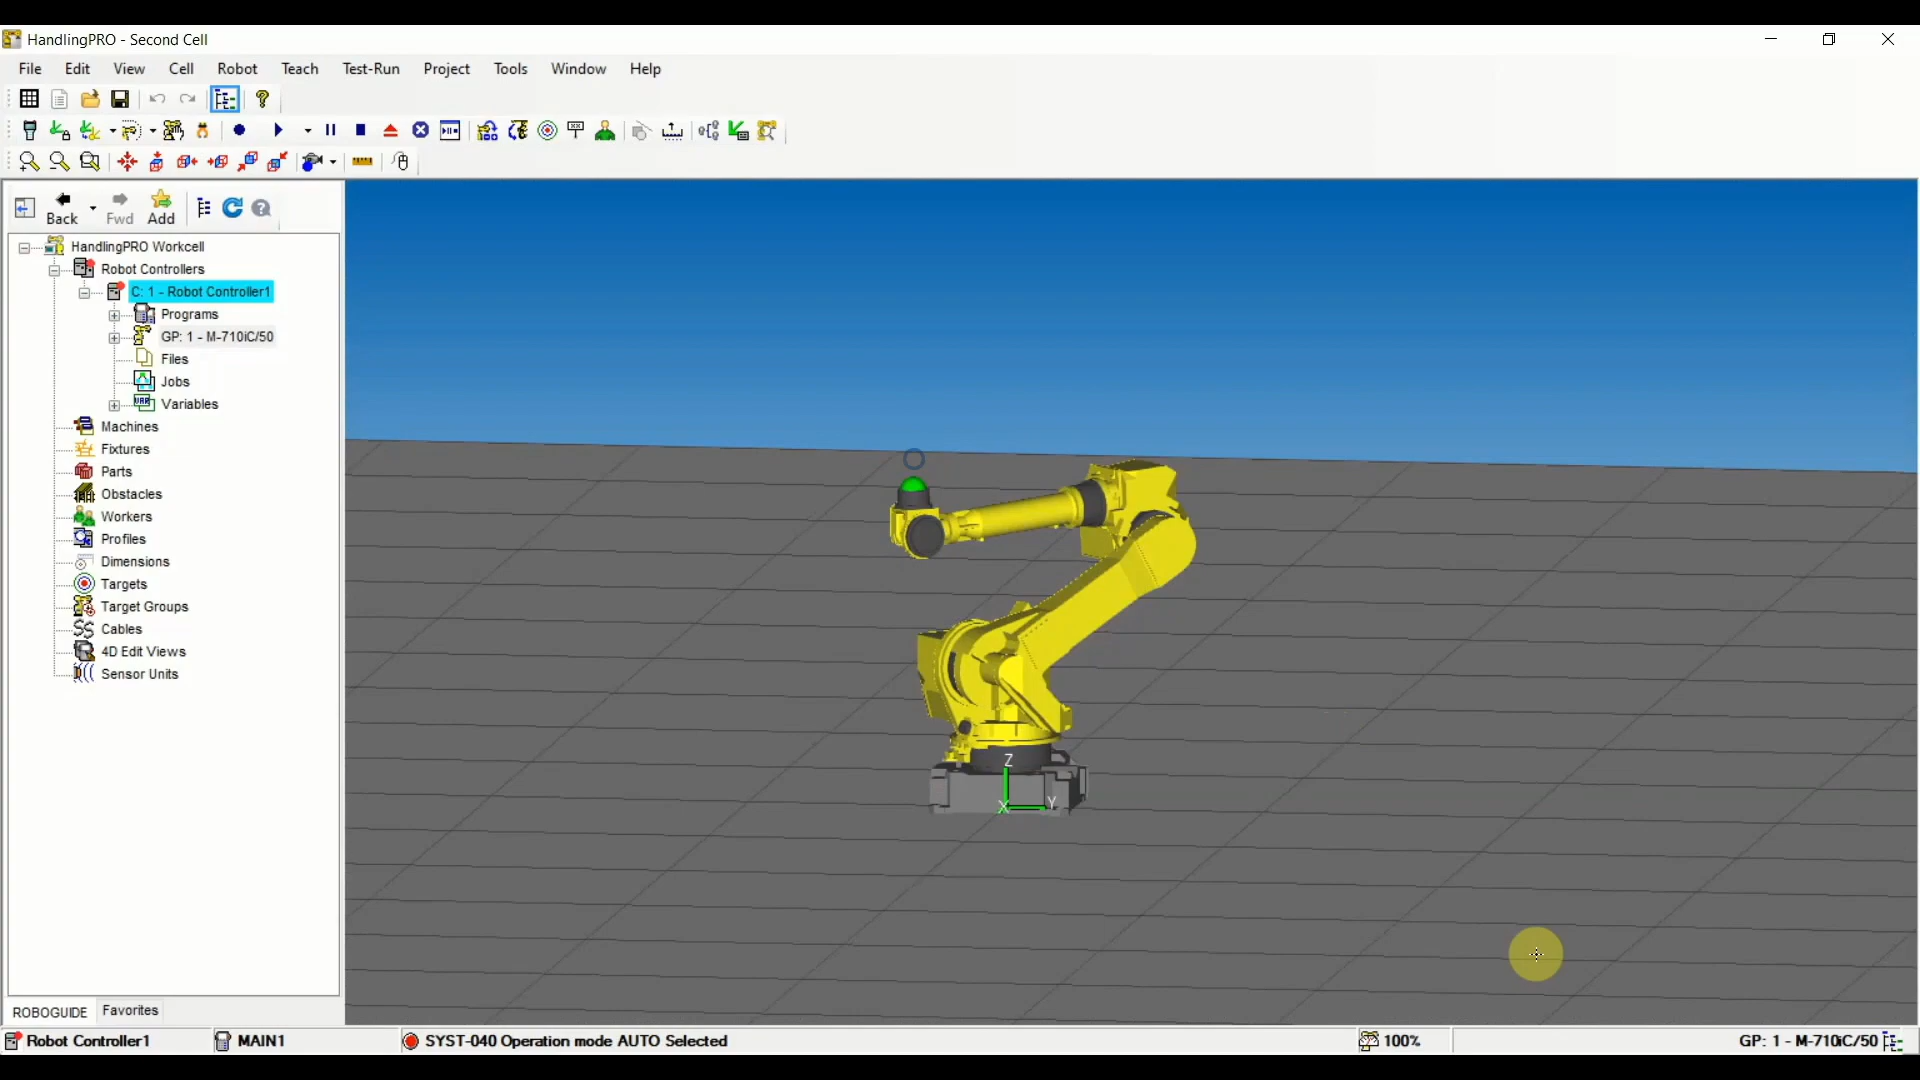 HandlingPRO - Second Cell
File Edit View Cell Robot Teach Test-Run Project Tools Window Help
Back Fwd Add
HandlingPRO Workcell
Robot Controllers
C: 1 - Robot Controller1
Programs
GP: 1 - M-710iC/50
Files
Jobs
Variables
Machines
Fixtures
Parts
Obstacles
Workers
Profiles
Dimensions
Targets
Target Groups
Cables
4D Edit Views
Sensor Units
Z
X Y
ROBOGUIDE Favorites
Robot Controller1 MAIN1 SYST-040 Operation mode AUTO Selected 100% GP: 1 - M-710iC/50